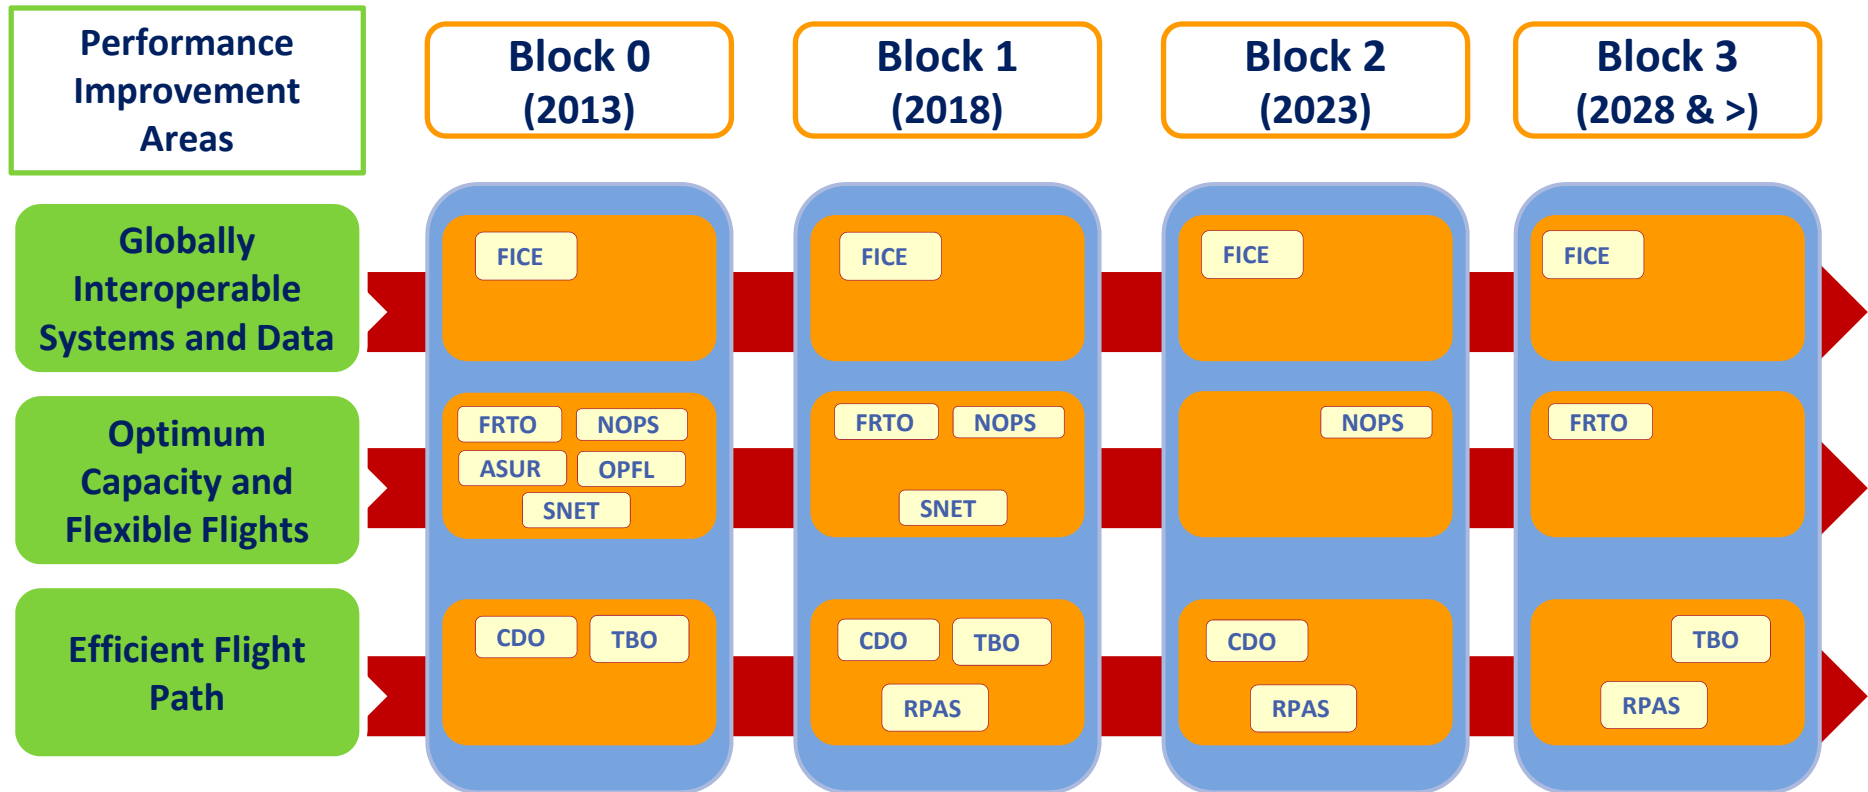 Performance
Improvement
Areas
Block 0
(2013)
Block 1
(2018)
Block 2
(2023)
Block 3
(2028 & >)
Globally
Interoperable
Systems and Data
FICE
FICE
FICE
FICE
Optimum
Capacity and
Flexible Flights
FRTO NOPS
ASUR OPFL
SNET
FRTO NOPS
SNET
NOPS
FRTO
Efficient Flight
Path
CDO TBO
CDO TBO
RPAS
CDO
RPAS
TBO
RPAS